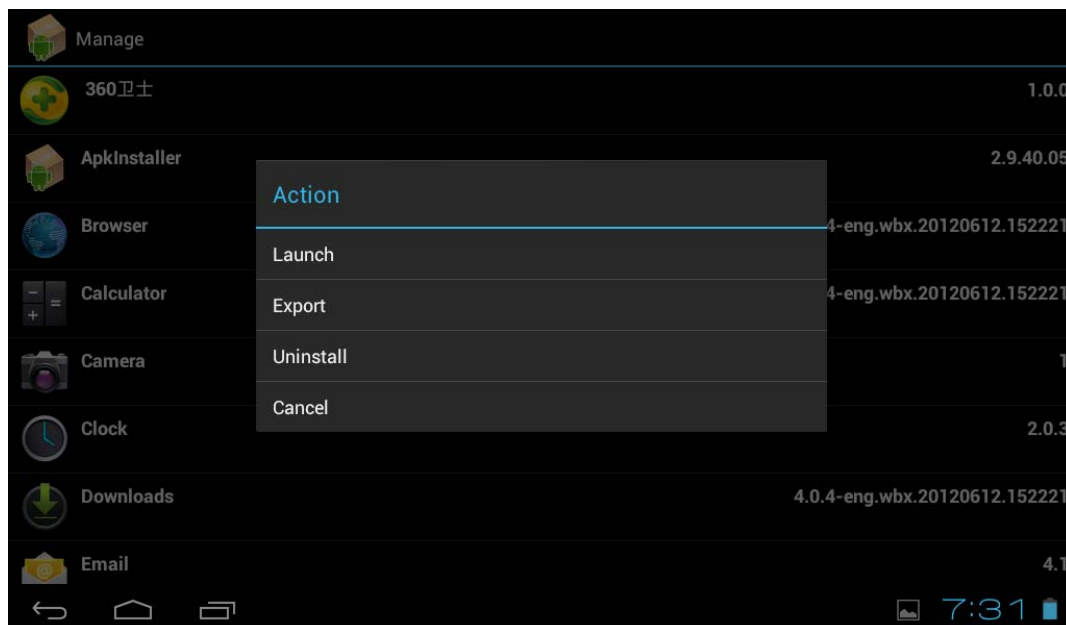 Manage
360卫士
1.0.0
ApkInstaller
2.9.40.05
Action
Browser
4-eng.wbx.20120612.152221
Launch
Calculator
4-eng.wbx.20120612.152221
Export
Uninstall
Camera
1
Cancel
Clock
2.0.3
Downloads
4.0.4-eng.wbx.20120612.152221
Email
4.1
7:31